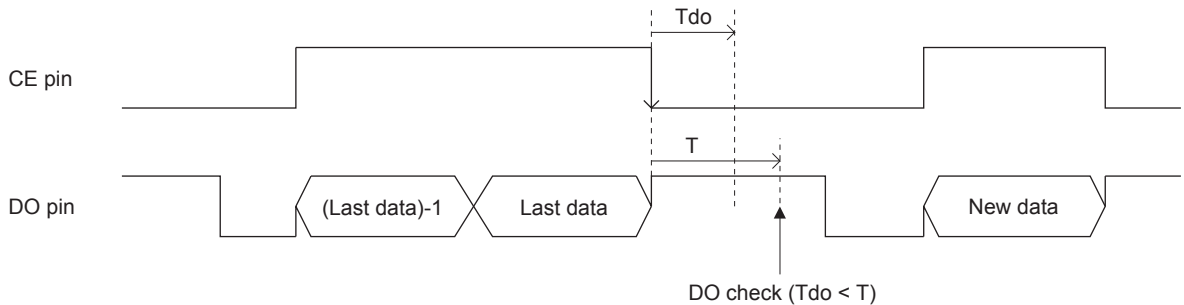 Tdo
CE pin
T
DO pin
(Last data)-1
Last data
New data
DO check (Tdo < T)